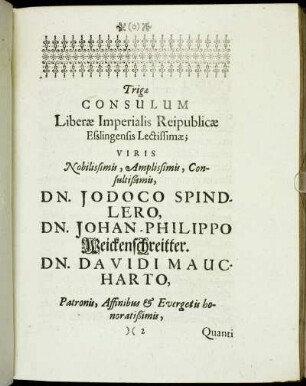 (o)
Trigæ
CONSULUM
Liberæ Imperialis Reipublicæ
Esslingensis Lectissimæ;
VIRIS
Nobilissimis, Amplissimis, Con-
sultissimis,
DN. JODOCO SPIND-
LERO,
DN. JOHAN-PHILIPPO
Weickenschreitter.
DN. DAVIDI MAUC-
HARTO,
Patronis, Affinibus & Evergetis ho-
noratissimis,
)( 2
Quanti